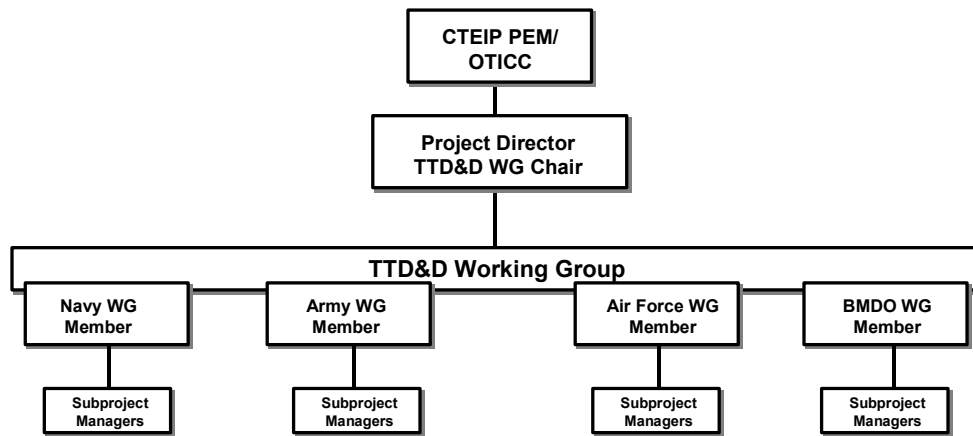 CTEIP PEM/
OTICC
Project Director
TTD&D WG Chair
TTD&D Working Group
Navy WG
Member
Army WG
Member
Air Force WG
Member
BMDO WG
Member
Subproject
Managers
Subproject
Managers
Subproject
Managers
Subproject
Managers